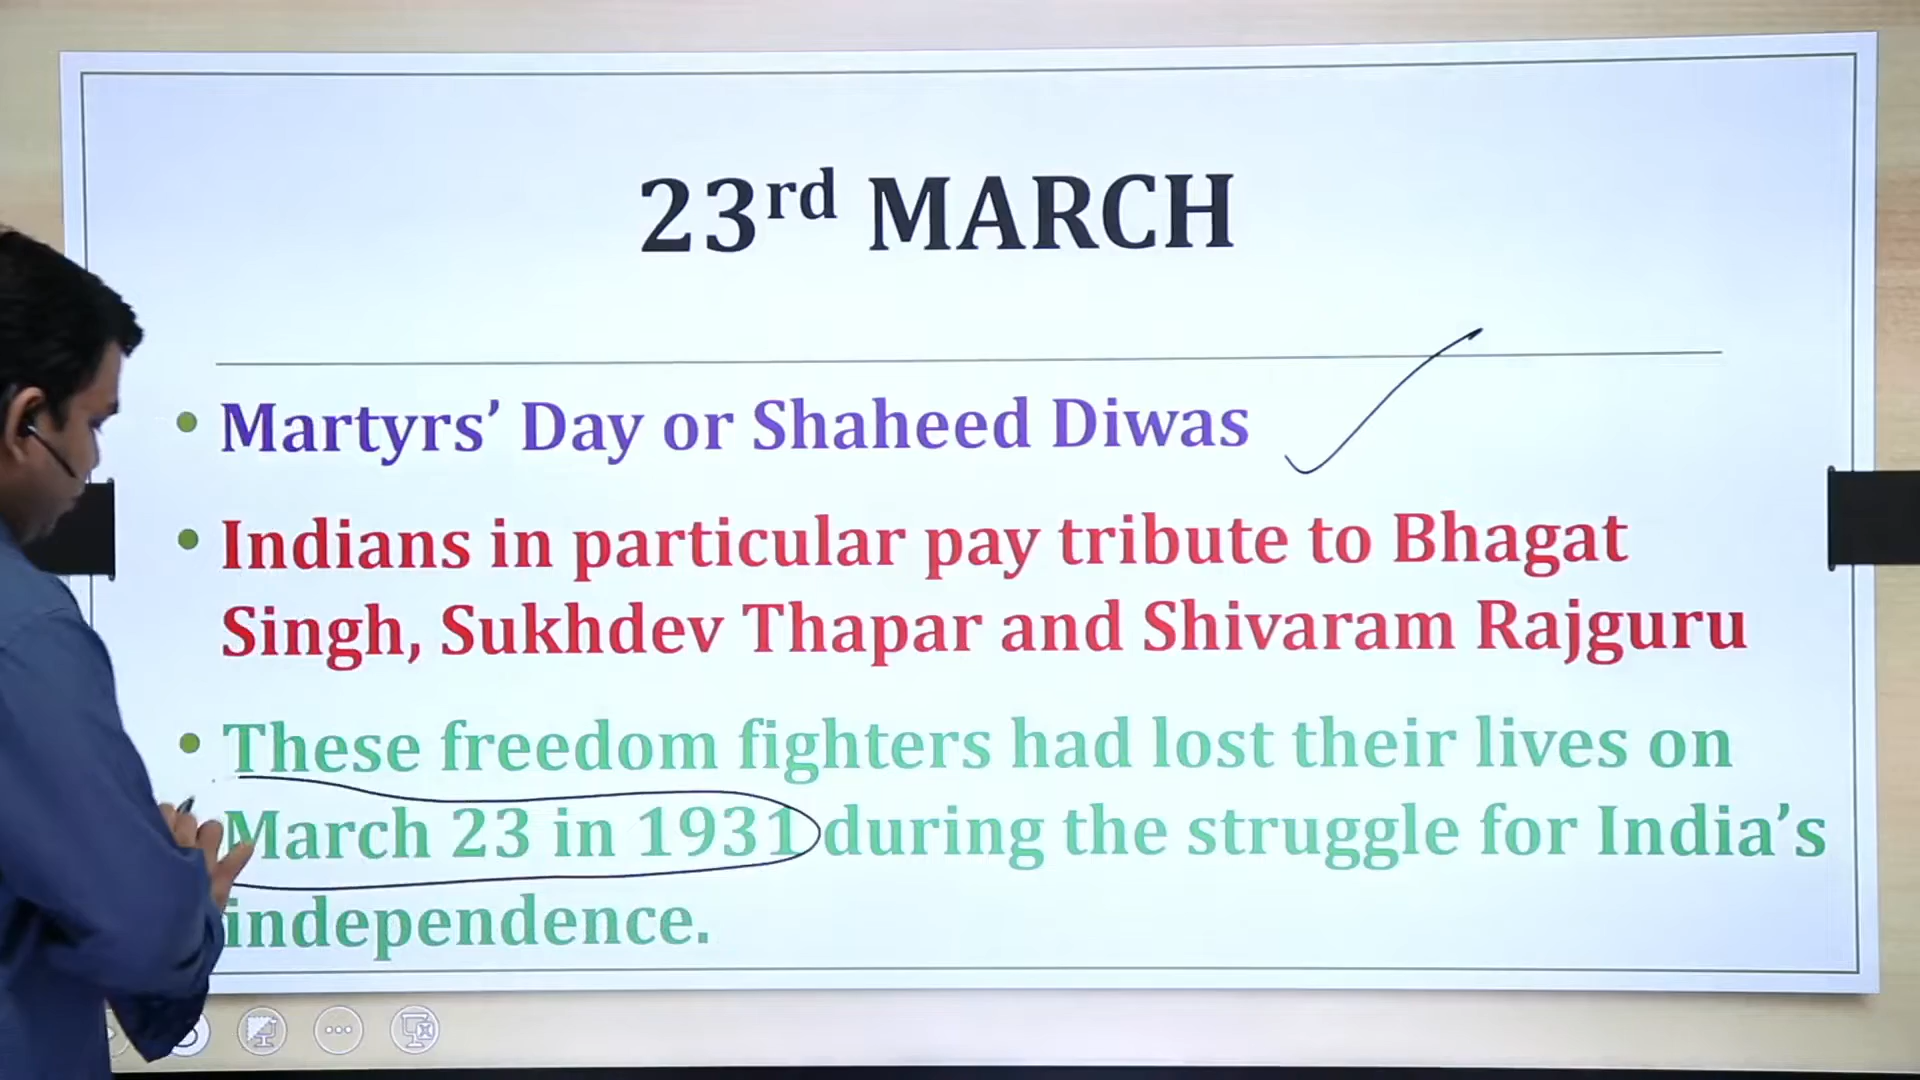 23rd MARCH
Martyrs’ Day or Shaheed Diwas
Indians in particular pay tribute to Bhagat
Singh, Sukhdev Thapar and Shivaram Rajguru
These freedom fighters had lost their lives on
March 23 in 1931 during the struggle for India’s
independence.